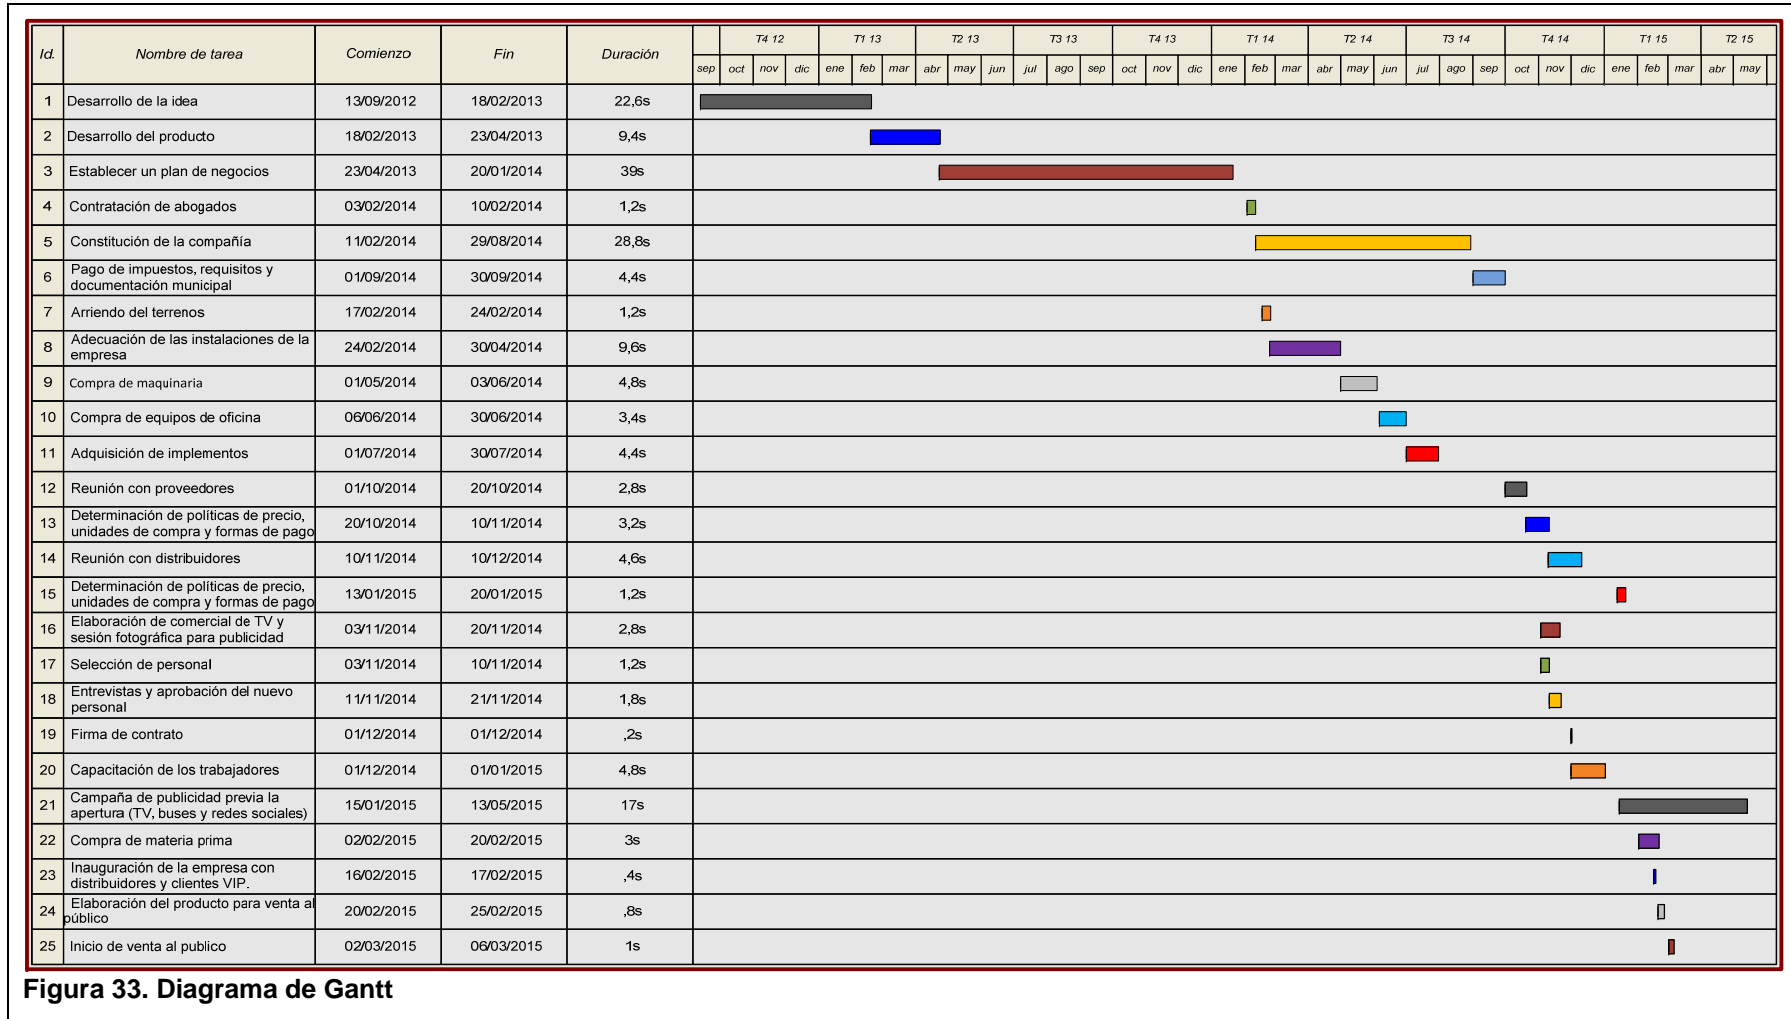 Id.
Nombre de tarea
Comienzo
Fin
Duración
T4 12 T1 13 T2 13 T3 13 T4 13 T1 14 T2 14 T3 14 T4 14 T1 15 T2 15
sep oct nov dic ene feb mar abr may jun jul ago sep oct nov dic ene feb mar abr may jun jul ago sep oct nov dic ene feb mar abr may
1 Desarrollo de la idea 13/09/2012 18/02/2013 22,6s
2 Desarrollo del producto 18/02/2013 23/04/2013 9,4s
3 Establecer un plan de negocios 23/04/2013 20/01/2014 39s
4 Contratación de abogados 03/02/2014 10/02/2014 1,2s
5 Constitución de la compañía 11/02/2014 29/08/2014 28,8s
6 Pago de impuestos, requisitos y
documentación municipal 01/09/2014 30/09/2014 4,4s
7 Arriendo del terrenos 17/02/2014 24/02/2014 1,2s
8 Adecuación de las instalaciones de la
empresa 24/02/2014 30/04/2014 9,6s
9 Compra de maquinaria 01/05/2014 03/06/2014 4,8s
10 Compra de equipos de oficina 06/06/2014 30/06/2014 3,4s
11 Adquisición de implementos 01/07/2014 30/07/2014 4,4s
12 Reunión con proveedores 01/10/2014 20/10/2014 2,8s
13 Determinación de políticas de precio,
unidades de compra y formas de pago 20/10/2014 10/11/2014 3,2s
14 Reunión con distribuidores 10/11/2014 10/12/2014 4,6s
15 Determinación de políticas de precio,
unidades de compra y formas de pago 13/01/2015 20/01/2015 1,2s
16 Elaboración de comercial de TV y
sesión fotográfica para publicidad 03/11/2014 20/11/2014 2,8s
17 Selección de personal 03/11/2014 10/11/2014 1,2s
18 Entrevistas y aprobación del nuevo
personal 11/11/2014 21/11/2014 1,8s
19 Firma de contrato 01/12/2014 01/12/2014 ,2s
20 Capacitación de los trabajadores 01/12/2014 01/01/2015 4,8s
21 Campaña de publicidad previa la
apertura (TV, buses y redes sociales) 15/01/2015 13/05/2015 17s
22 Compra de materia prima 02/02/2015 20/02/2015 3s
23 Inauguración de la empresa con
distribuidores y clientes VIP. 16/02/2015 17/02/2015 ,4s
24 Elaboración del producto para venta al
público 20/02/2015 25/02/2015 ,8s
25 Inicio de venta al publico 02/03/2015 06/03/2015 1s
Figura 33. Diagrama de Gantt